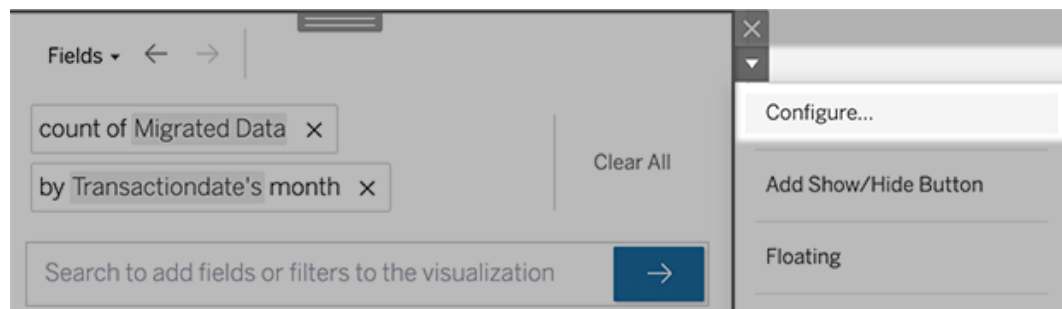 Fields
count of Migrated Data
by Transactiondate's month
Clear All
Search to add fields or filters to the visualization
Configure...
Add Show/Hide Button
Floating